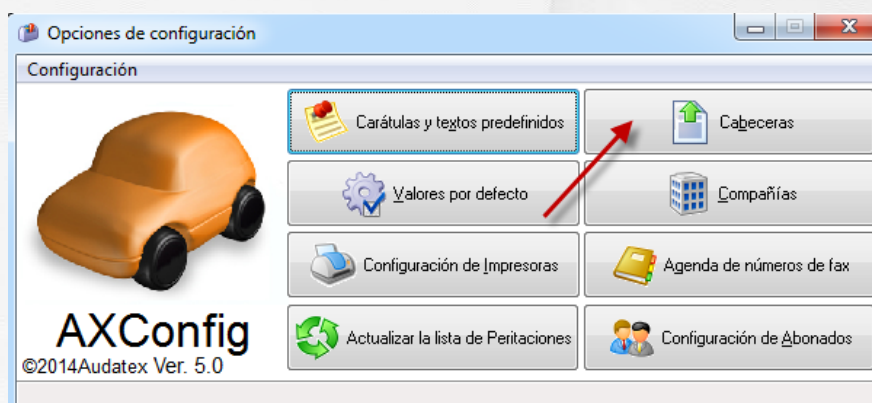 Opciones de configuración
Configuración
Carátulas y textos predefinidos
Cabeceras
Valores por defecto
Compañías
Configuración de Impresoras
Agenda de números de fax
Actualizar la lista de Peritaciones
Configuración de Abonados
AXConfig
©2014Audatex Ver. 5.0